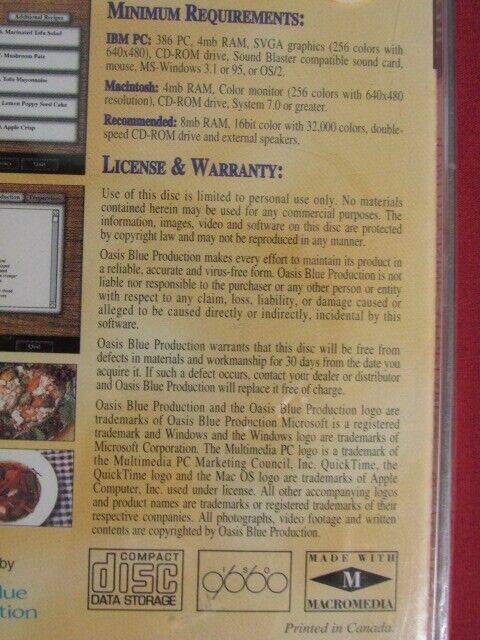 Additional Recipes
Marinated Tofu Salad
Mushroom Pate
Tofu Mayonnaise
Lemon Poppy Seed Cake
Apple Crisp
Quit
MINIMUM REQUIREMENTS:
IBM PC: 386 PC, 4mb RAM, SVGA graphics (256 colors with
640x480), CD-ROM drive, Sound Blaster compatible sound card,
mouse, MS-Windows 3.1 or 95, or OS/2.
Macintosh: 4mb RAM, Color monitor (256 colors with 640x480
resolution), CD-ROM drive, System 7.0 or greater.
Recommended: 8mb RAM, 16bit color with 32,000 colors, double-
speed CD-ROM drive and external speakers.
LICENSE & WARRANTY:
Use of this disc is limited to personal use only. No materials
contained herein may be used for any commercial purposes. The
information, images, video and software on this disc are protected
by copyright law and may not be reproduced in any manner.
Oasis Blue Production makes every effort to maintain its product in
a reliable, accurate and virus-free form. Oasis Blue Production is not
liable nor responsible to the purchaser or any other person or entity
with respect to any claim, loss, liability, or damage caused or
alleged to be caused directly or indirectly, incidental by this
software.
Oasis Blue Production warrants that this disc will be free from
defects in materials and workmanship for 30 days from the date you
acquire it. If such a defect occurs, contact your dealer or distributor
and Oasis Blue Production will replace it free of charge.
Oasis Blue Production and the Oasis Blue Production logo are
trademarks of Oasis Blue Production Microsoft is a registered
trademark and Windows and the Windows logo are trademarks of
Microsoft Corporation. The Multimedia PC logo is a trademark of
the Multimedia PC Marketing Council, Inc. QuickTime, the
QuickTime logo and the Mac OS logo are trademarks of Apple
Computer, Inc. used under license. All other accompanying logos
and product names are trademarks or registered trademarks of their
respective companies. All photographs, video footage and written
contents are copyrighted by Oasis Blue Production.
by
lue
tion
COMPACT
disc
DATA STORAGE
ISO
9660
MADE WITH
M
MACROMEDIA
Printed in Canada.